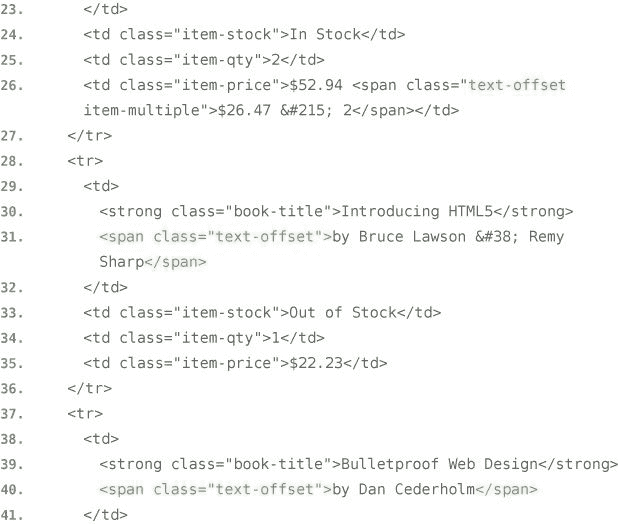 23. </td>
24. <td class="item-stock">In Stock</td>
25. <td class="item-qty">2</td>
26. <td class="item-price">$52.94 <span class="text-offset
item-multiple">$26.47 &#215; 2</span></td>
27. </tr>
28. <tr>
29. <td>
30. <strong class="book-title">Introducing HTML5</strong>
31. <span class="text-offset">by Bruce Lawson &#38; Remy
Sharp</span>
32. </td>
33. <td class="item-stock">Out of Stock</td>
34. <td class="item-qty">1</td>
35. <td class="item-price">$22.23</td>
36. </tr>
37. <tr>
38. <td>
39. <strong class="book-title">Bulletproof Web Design</strong>
40. <span class="text-offset">by Dan Cederholm</span>
41. </td>